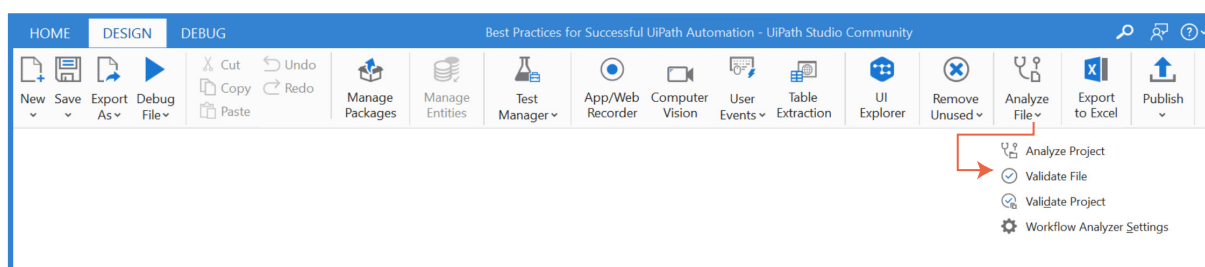 HOME DESIGN DEBUG Best Practices for Successful UiPath Automation - UiPath Studio Community
New Save Export As Debug File
Cut Undo
Copy Redo
Paste
Manage Packages
Manage Entities
Test Manager
App/Web Recorder
Computer Vision
User Events
Table Extraction
UI Explorer
Remove Unused
Analyze File
Export to Excel
Publish
Analyze Project
Validate File
Validate Project
Workflow Analyzer Settings